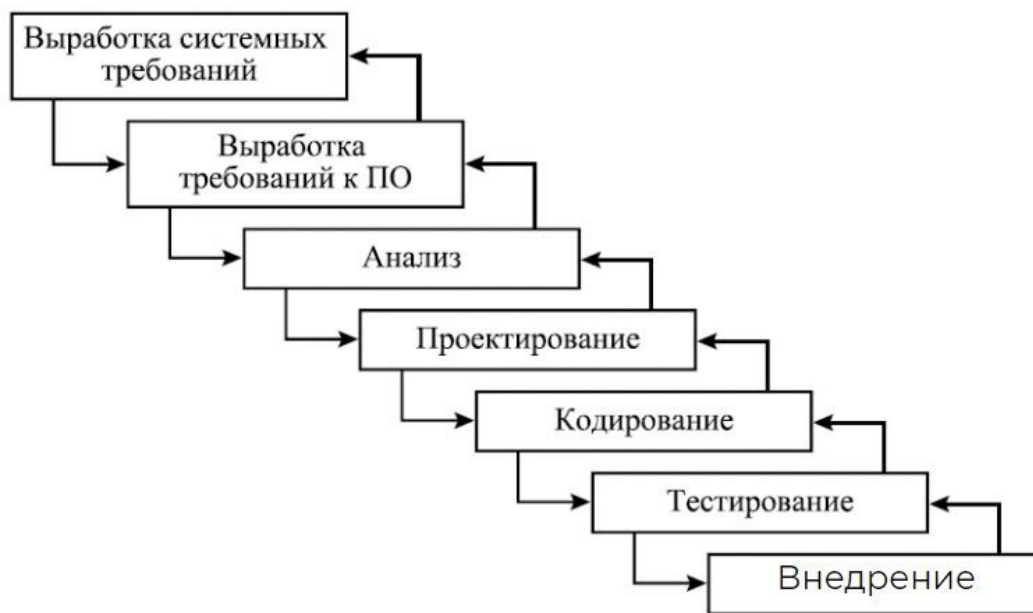 Выработка системных
требований
Выработка
требований к ПО
Анализ
Проектирование
Кодирование
Тестирование
Внедрение